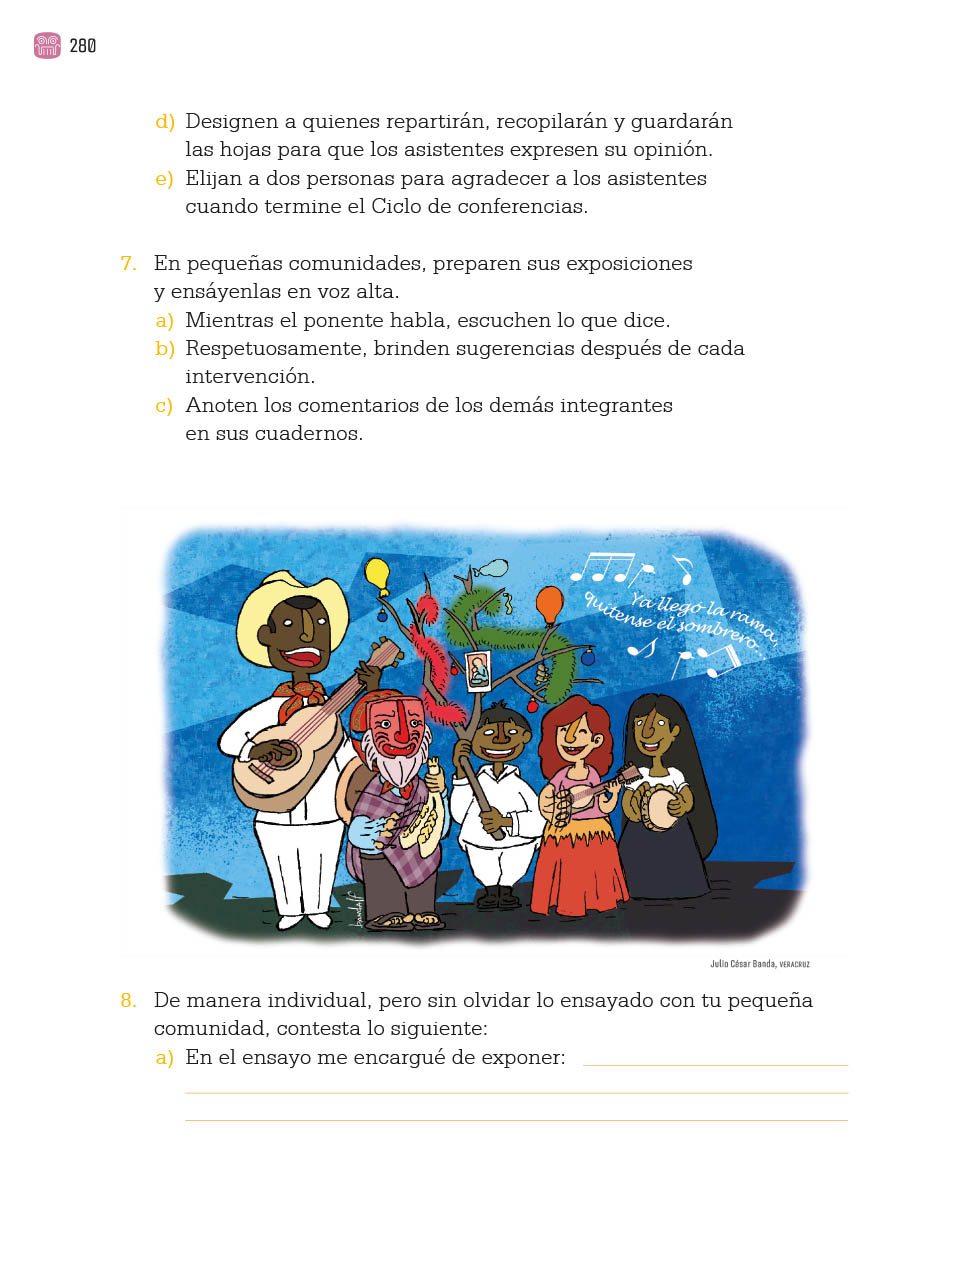 280
d) Designen a quienes repartirán, recopilarán y guardarán
las hojas para que los asistentes expresen su opinión.
e) Elijan a dos personas para agradecer a los asistentes
cuando termine el Ciclo de conferencias.
7. En pequeñas comunidades, preparen sus exposiciones
y ensáyenlas en voz alta.
a) Mientras el ponente habla, escuchen lo que dice.
b) Respetuosamente, brinden sugerencias después de cada
intervención.
c) Anoten los comentarios de los demás integrantes
en sus cuadernos.
Ya llegó la rama,
quítense el sombrero...
bandalf
Julio César Banda, VERACRUZ
8. De manera individual, pero sin olvidar lo ensayado con tu pequeña
comunidad, contesta lo siguiente:
a) En el ensayo me encargué de exponer: